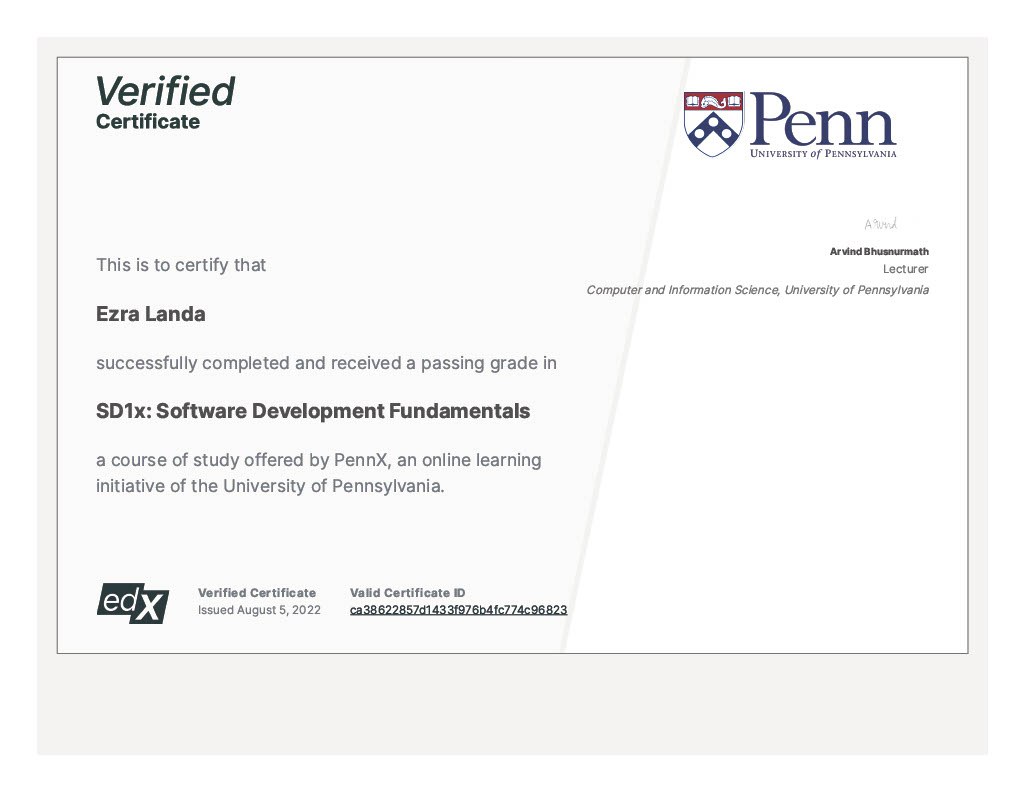 Verified
Certificate
Penn
UNIVERSITY of PENNSYLVANIA
Arvind
Arvind Bhusnurmath
Lecturer
Computer and Information Science, University of Pennsylvania
This is to certify that
Ezra Landa
successfully completed and received a passing grade in
SD1x: Software Development Fundamentals
a course of study offered by PennX, an online learning
initiative of the University of Pennsylvania.
edX
Verified Certificate
Issued August 5, 2022
Valid Certificate ID
ca38622857d1433f976b4fc774c96823